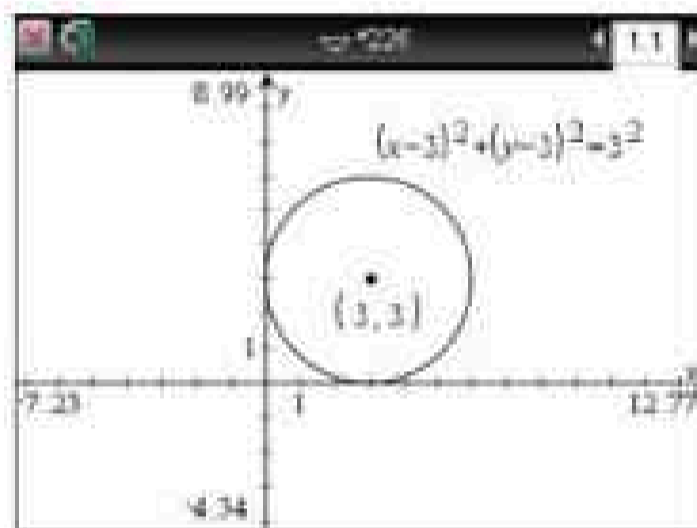 1.1
8.99 y
(x-3)²+(y-3)²=3²
(3,3)
1
x
-7.23 1 12.77
-4.34